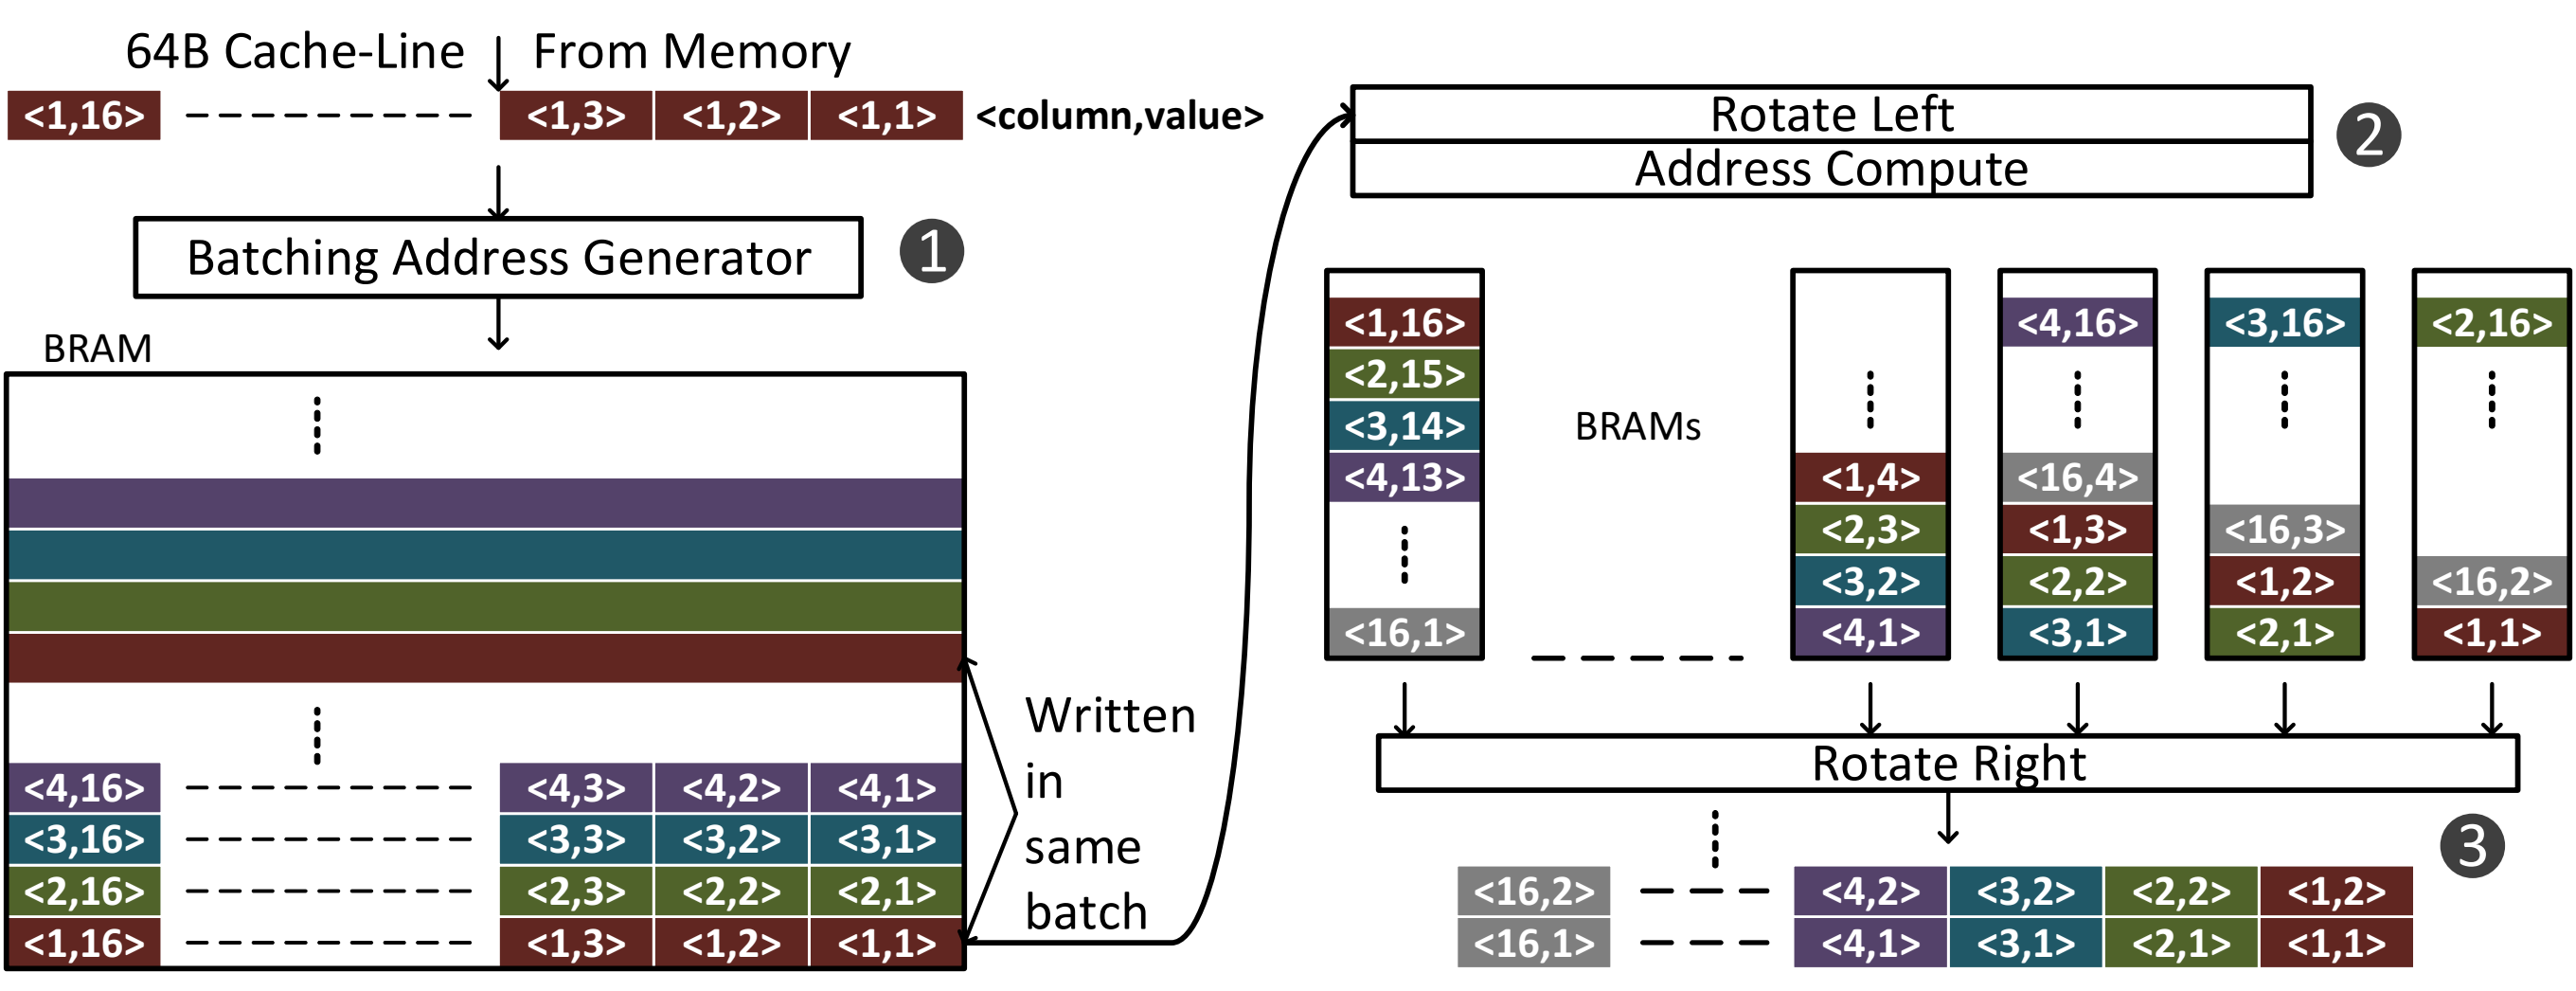 64B Cache-Line From Memory
<1,16> <1,3> <1,2> <1,1> <column,value>
Batching Address Generator
1
BRAM
<4,16> <4,3> <4,2> <4,1>
<3,16> <3,3> <3,2> <3,1>
<2,16> <2,3> <2,2> <2,1>
<1,16> <1,3> <1,2> <1,1>
Written
in
same
batch
Rotate Left
Address Compute
2
<1,16> <4,16> <3,16> <2,16>
<2,15>
<3,14> BRAMs
<4,13> <1,4> <16,4>
<2,3> <1,3> <16,3>
<3,2> <2,2> <1,2> <16,2>
<16,1> <4,1> <3,1> <2,1> <1,1>
Rotate Right
3
<16,2> <4,2> <3,2> <2,2> <1,2>
<16,1> <4,1> <3,1> <2,1> <1,1>